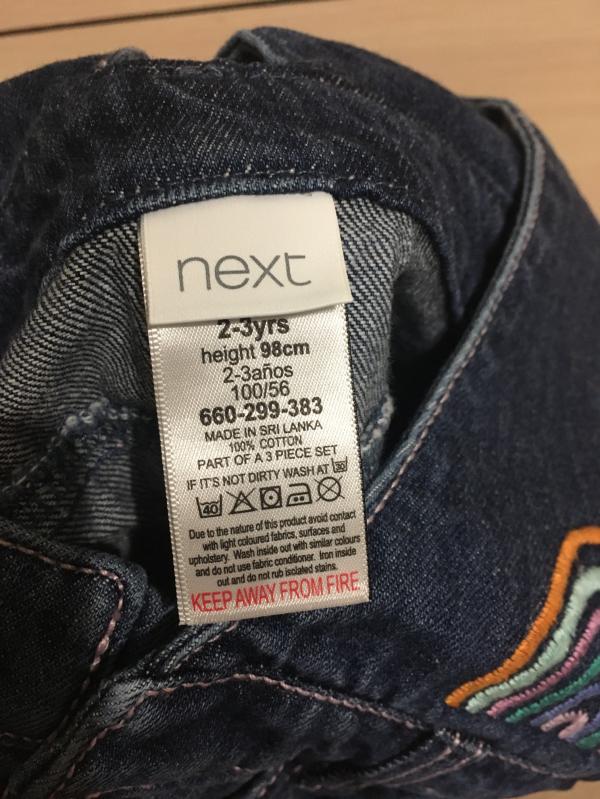 next
2-3yrs
height 98cm
2-3años
100/56
660-299-383
MADE IN SRI LANKA
100% COTTON
PART OF A 3 PIECE SET
IF IT'S NOT DIRTY WASH AT 30
40
Due to the nature of this product avoid contact
with light coloured fabrics, surfaces and
upholstery. Wash inside out with similar colours
and do not use fabric conditioner. Iron inside
out and do not rub isolated stains.
KEEP AWAY FROM FIRE